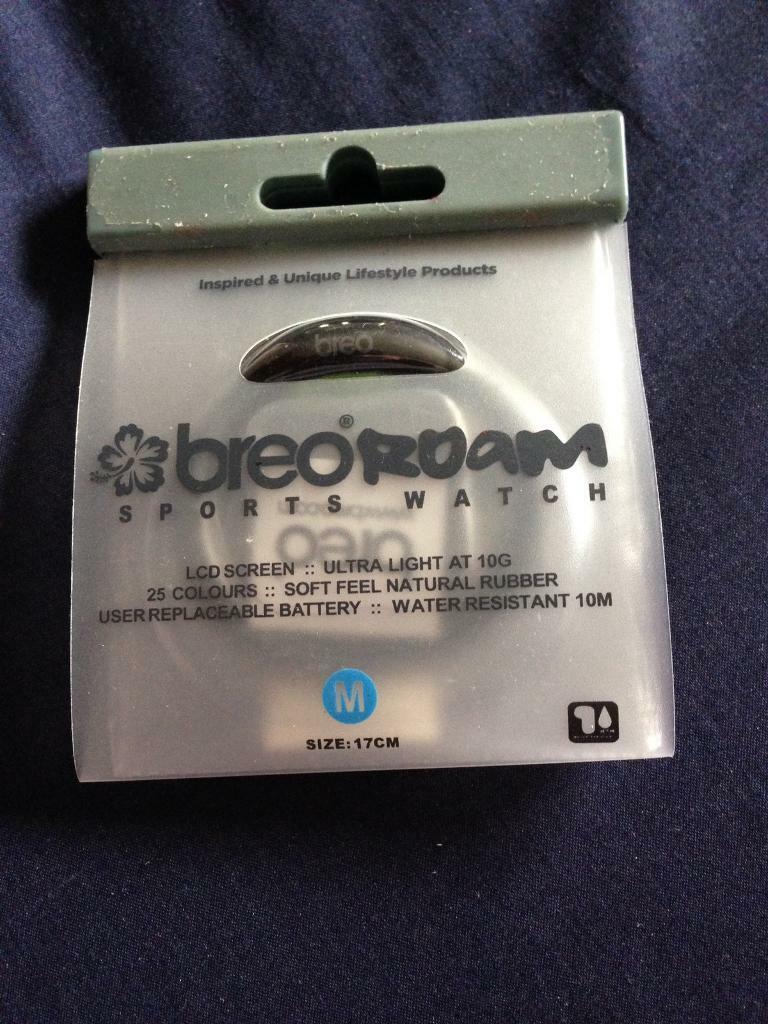 Inspired & Unique Lifestyle Products
breo
breo® ROAM
SPORTS WATCH
oreo
LCD SCREEN :: ULTRA LIGHT AT 10G
25 COLOURS :: SOFT FEEL NATURAL RUBBER
USER REPLACEABLE BATTERY :: WATER RESISTANT 10M
M
SIZE:17CM